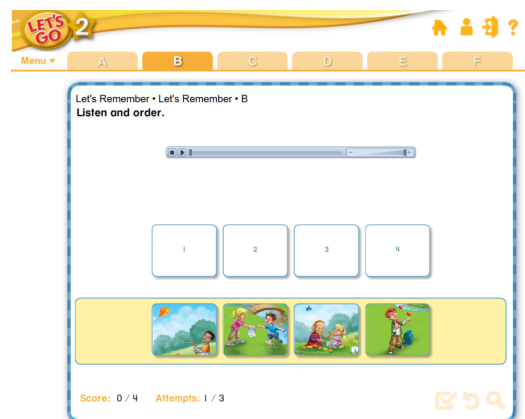 LET'S GO 2
?
Menu A B C D E F
Let's Remember • Let's Remember • B
Listen and order.
1 2 3 4
Score: 0 / 4 Attempts: 1 / 3